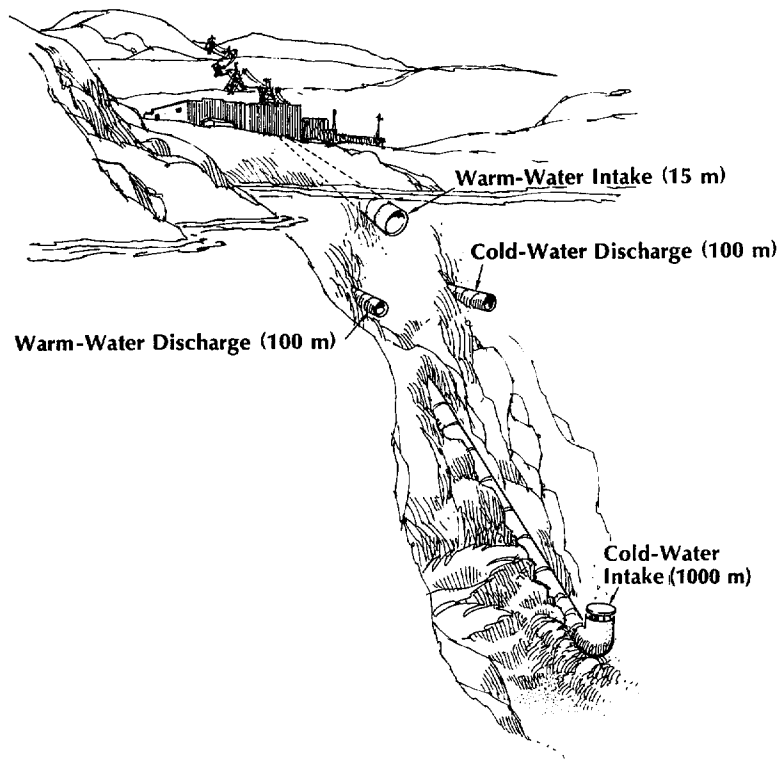 Warm-Water Intake (15 m)
Cold-Water Discharge (100 m)
Warm-Water Discharge (100 m)
Cold-Water
Intake (1000 m)